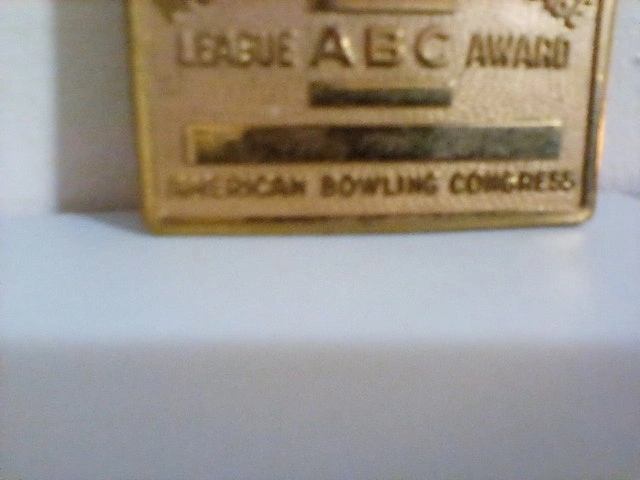 LEAGUE ABC AWARD
AMERICAN BOWLING CONGRESS